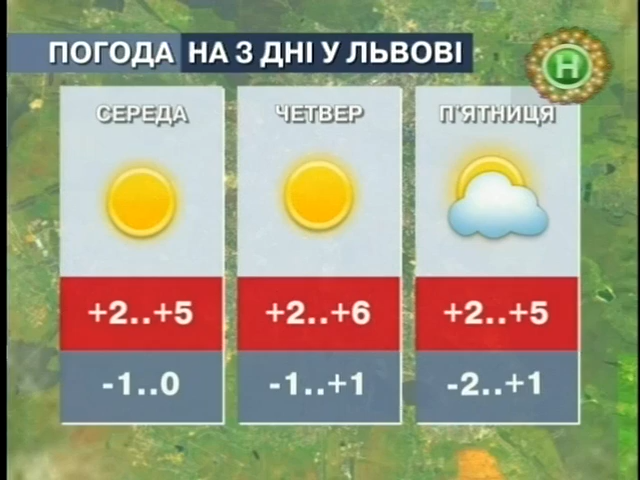 ПОГОДА НА 3 ДНІ У ЛЬВОВІ
Н
СЕРЕДА
+2..+5
-1..0
ЧЕТВЕР
+2..+6
-1..+1
П'ЯТНИЦЯ
+2..+5
-2..+1